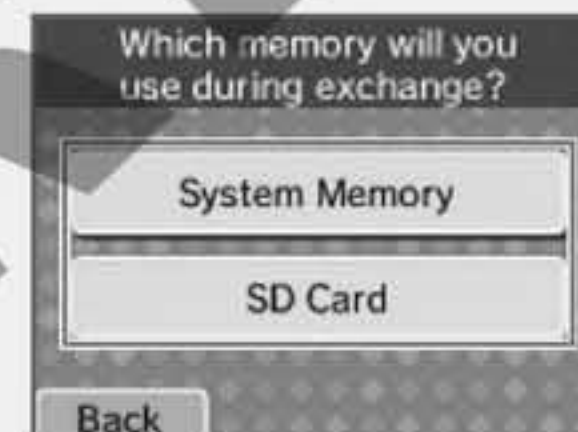 Which memory will you
use during exchange?
System Memory
SD Card
Back